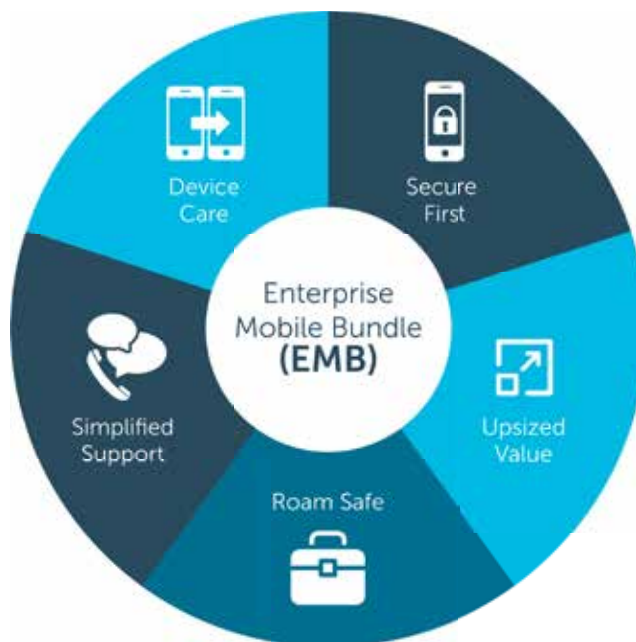 Device
Care
Secure
First
Enterprise
Mobile Bundle
(EMB)
Simplified
Support
Upsized
Value
Roam Safe